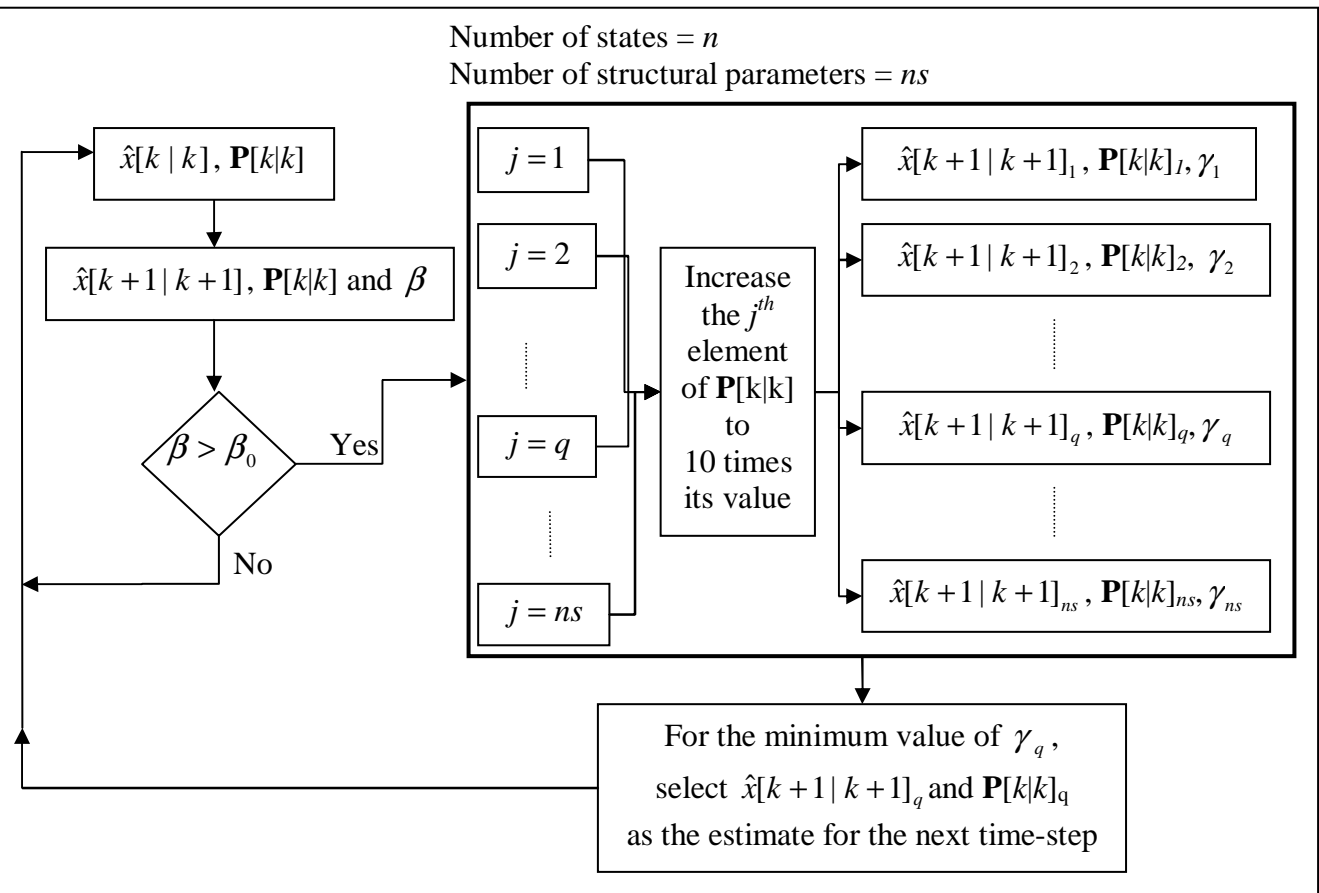 Number of states = n
Number of structural parameters = ns
x̂[k | k], P[k|k]
x̂[k +1 | k +1], P[k|k] and β
β > β₀
Yes
No
j = 1
j = 2
j = q
j = ns
Increase
the jᵗʰ
element
of P[k|k]
to
10 times
its value
x̂[k +1 | k +1]₁, P[k|k]₁, γ₁
x̂[k +1 | k +1]₂, P[k|k]₂, γ₂
x̂[k +1 | k +1]_q, P[k|k]_q, γ_q
x̂[k +1 | k +1]_ns, P[k|k]_ns, γ_ns
For the minimum value of γ_q,
select x̂[k +1 | k +1]_q and P[k|k]_q
as the estimate for the next time-step